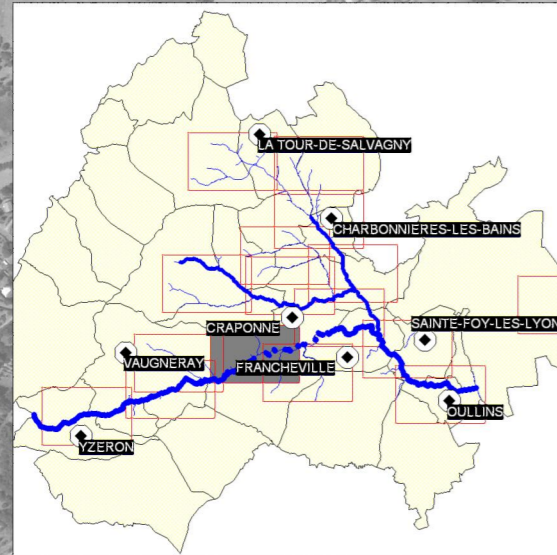 LA TOUR-DE-SALVAGNY
CHARBONNIERES-LES-BAINS
CRAPONNE
SAINTE-FOY-LES-LYON
VAUGNERAY
FRANCHEVILLE
OULLINS
YZERON